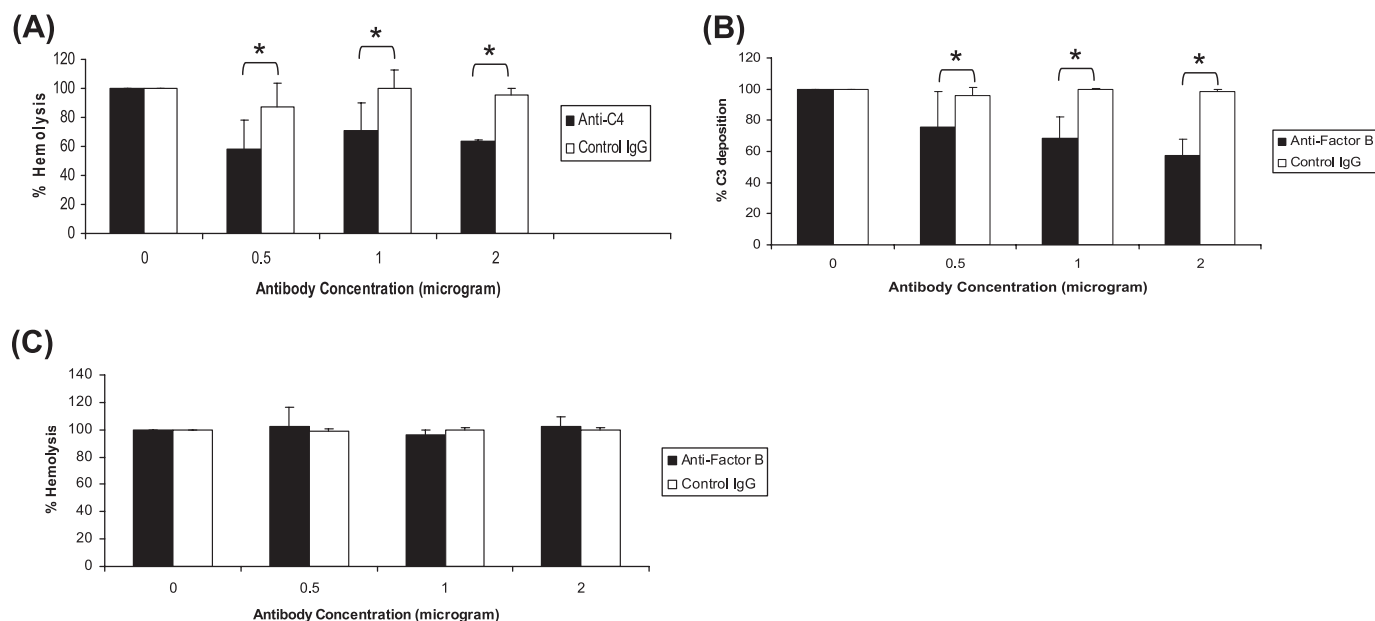 (A)
*
*
*
120
100
80
60
40
20
0
% Hemolysis
0
0.5
1
2
Antibody Concentration (microgram)
Anti-C4
Control IgG
(B)
*
*
*
120
100
80
60
40
20
0
% C3 deposition
0
0.5
1
2
Antibody Concentration (microgram)
Anti-Factor B
Control IgG
(C)
140
120
100
80
60
40
20
0
% Hemolysis
0
0.5
1
2
Antibody Concentration (microgram)
Anti-Factor B
Control IgG